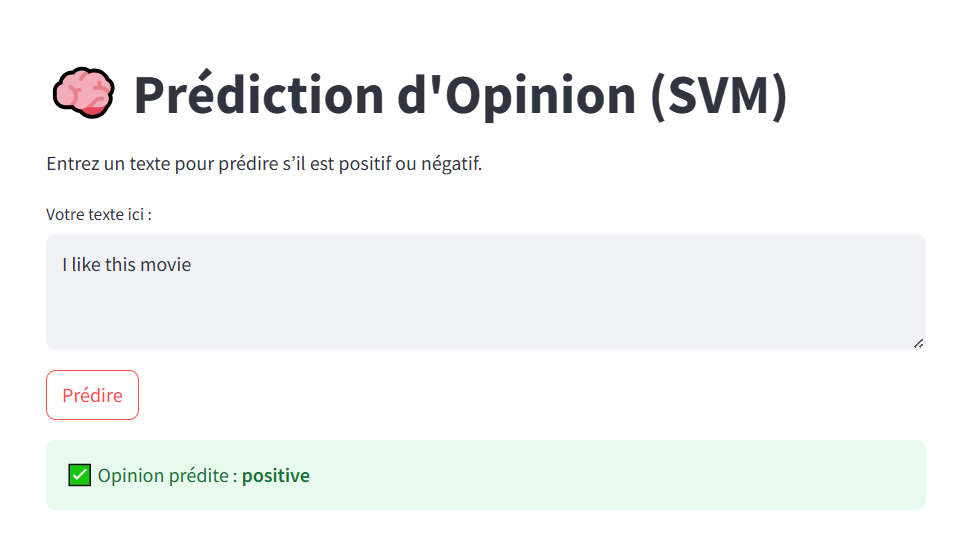 Prédiction d'Opinion (SVM)
Entrez un texte pour prédire s’il est positif ou négatif.
Votre texte ici :
I like this movie
Prédire
Opinion prédite : positive